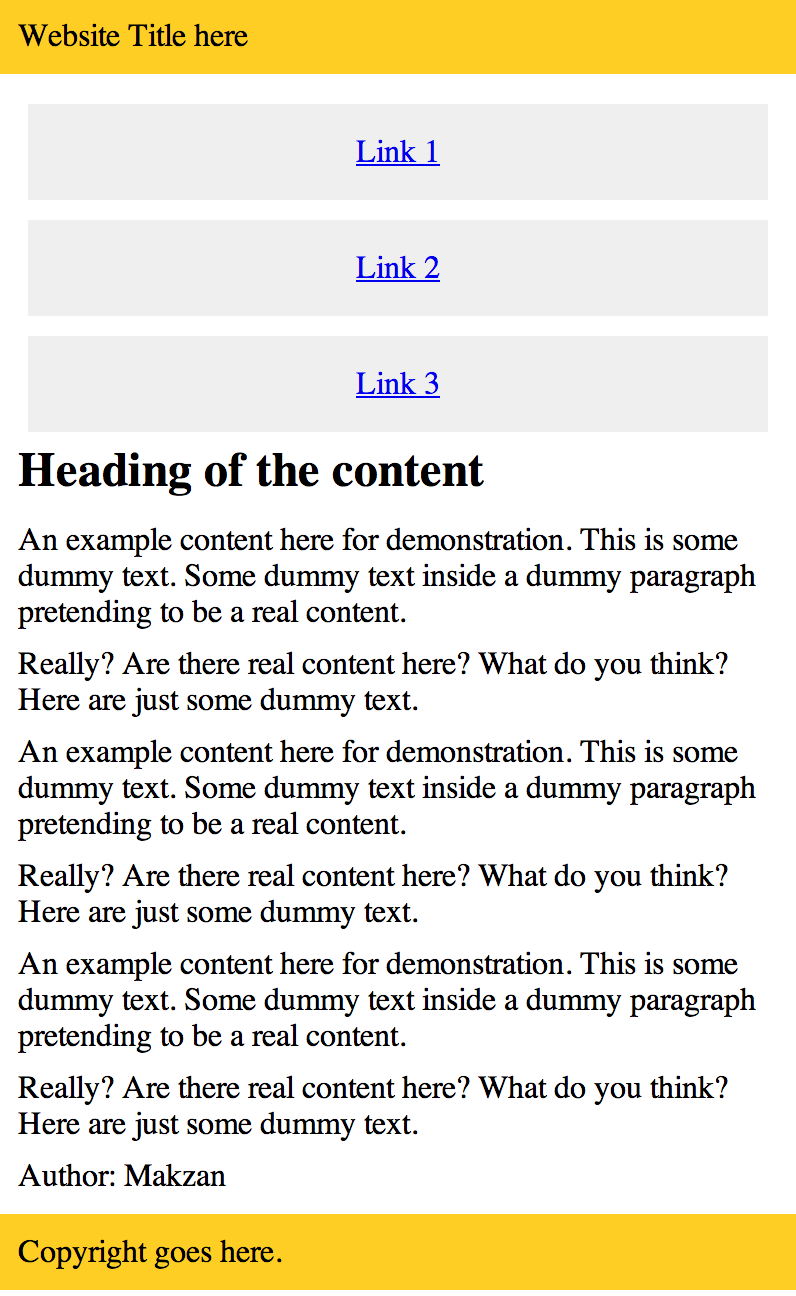 Website Title here
Link 1
Link 2
Link 3
Heading of the content
An example content here for demonstration. This is some
dummy text. Some dummy text inside a dummy paragraph
pretending to be a real content.
Really? Are there real content here? What do you think?
Here are just some dummy text.
An example content here for demonstration. This is some
dummy text. Some dummy text inside a dummy paragraph
pretending to be a real content.
Really? Are there real content here? What do you think?
Here are just some dummy text.
An example content here for demonstration. This is some
dummy text. Some dummy text inside a dummy paragraph
pretending to be a real content.
Really? Are there real content here? What do you think?
Here are just some dummy text.
Author: Makzan
Copyright goes here.